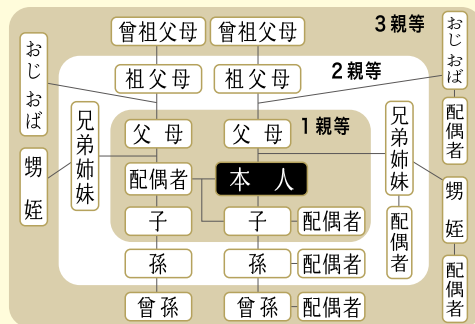 曾祖父母
曾祖父母
3親等
おじ おば
おじ おば
祖父母
祖父母
2親等
配偶者
兄弟姉妹
父 母
父 母
1親等
兄弟姉妹
甥 姪
配偶者
本 人
甥 姪
子
子
配偶者
配偶者
孫
孫
配偶者
配偶者
曾孫
曾孫
配偶者